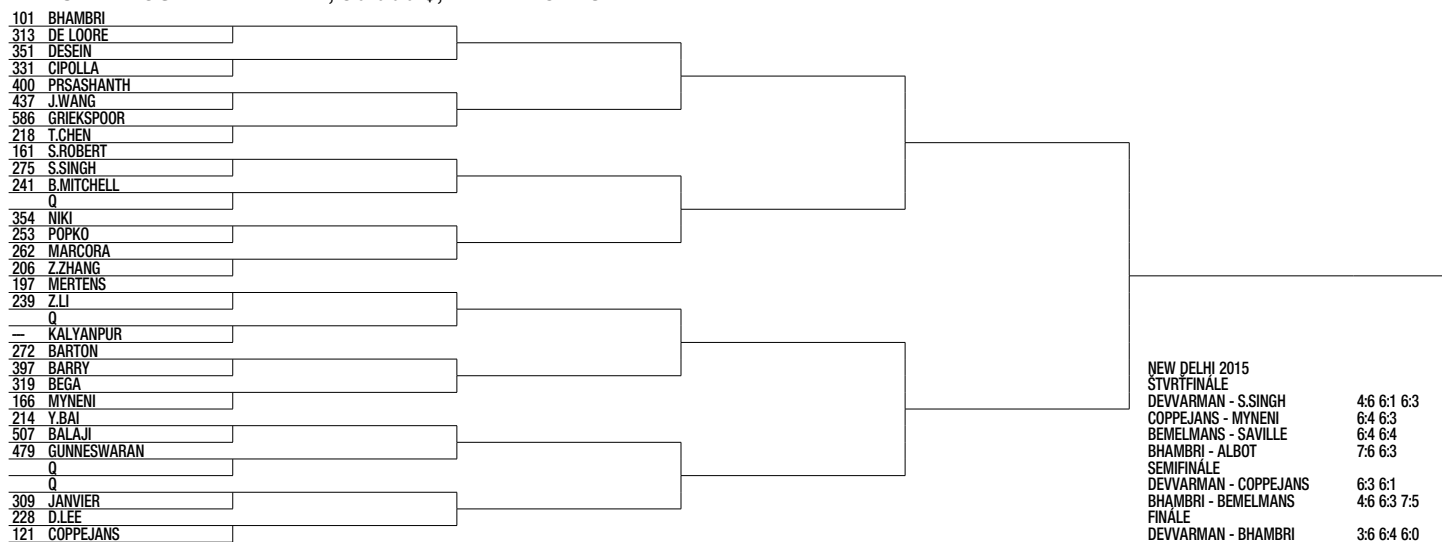 101 BHAMBRI
313 DE LOORE
351 DESEIN
331 CIPOLLA
400 PRSASHANTH
437 J.WANG
586 GRIEKSPOOR
218 T.CHEN
161 S.ROBERT
275 S.SINGH
241 B.MITCHELL
Q
354 NIKI
253 POPKO
262 MARCORA
206 Z.ZHANG
197 MERTENS
239 Z.LI
Q
— KALYANPUR
272 BARTON
397 BARRY
319 BEGA
166 MYNENI
214 Y.BAI
507 BALAJI
479 GUNNESWARAN
Q
Q
309 JANVIER
228 D.LEE
121 COPPEJANS
NEW DELHI 2015
ŠTVRŤFINÁLE
DEVVARMAN - S.SINGH 4:6 6:1 6:3
COPPEJANS - MYNENI 6:4 6:3
BEMELMANS - SAVILLE 6:4 6:4
BHAMBRI - ALBOT 7:6 6:3
SEMIFINÁLE
DEVVARMAN - COPPEJANS 6:3 6:1
BHAMBRI - BEMELMANS 4:6 6:3 7:5
FINÁLE
DEVVARMAN - BHAMBRI 3:6 6:4 6:0